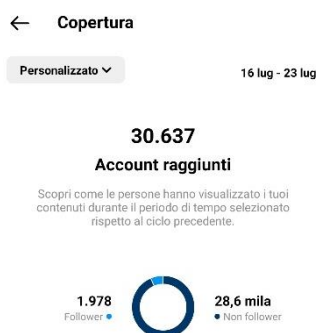 Copertura
Personalizzato
16 lug - 23 lug
30.637
Account raggiunti
Scopri come le persone hanno visualizzato i tuoi
contenuti durante il periodo di tempo selezionato
rispetto al ciclo precedente.
1.978
Follower
28,6 mila
Non follower